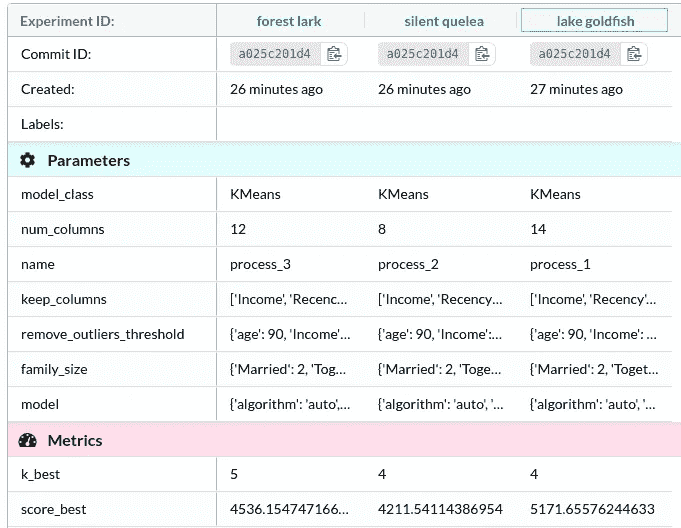 Experiment ID: forest lark silent quelea lake goldfish
Commit ID: a025c201d4 a025c201d4 a025c201d4
Created: 26 minutes ago 26 minutes ago 27 minutes ago
Labels:
Parameters
model_class KMeans KMeans KMeans
num_columns 12 8 14
name process_3 process_2 process_1
keep_columns ['Income', 'Recenc... ['Income', 'Recency... ['Income', 'Recency'...
remove_outliers_threshold {'age': 90, 'Income'... {'age': 90, 'Income':... {'age': 90, 'Income': ...
family_size {'Married': 2, 'Tog... {'Married': 2, 'Toge... {'Married': 2, 'Toget...
model {'algorithm': 'auto',... {'algorithm': 'auto', '... {'algorithm': 'auto', '...
Metrics
k_best 5 4 4
score_best 4536.154747166... 4211.54114386954 5171.65576244633